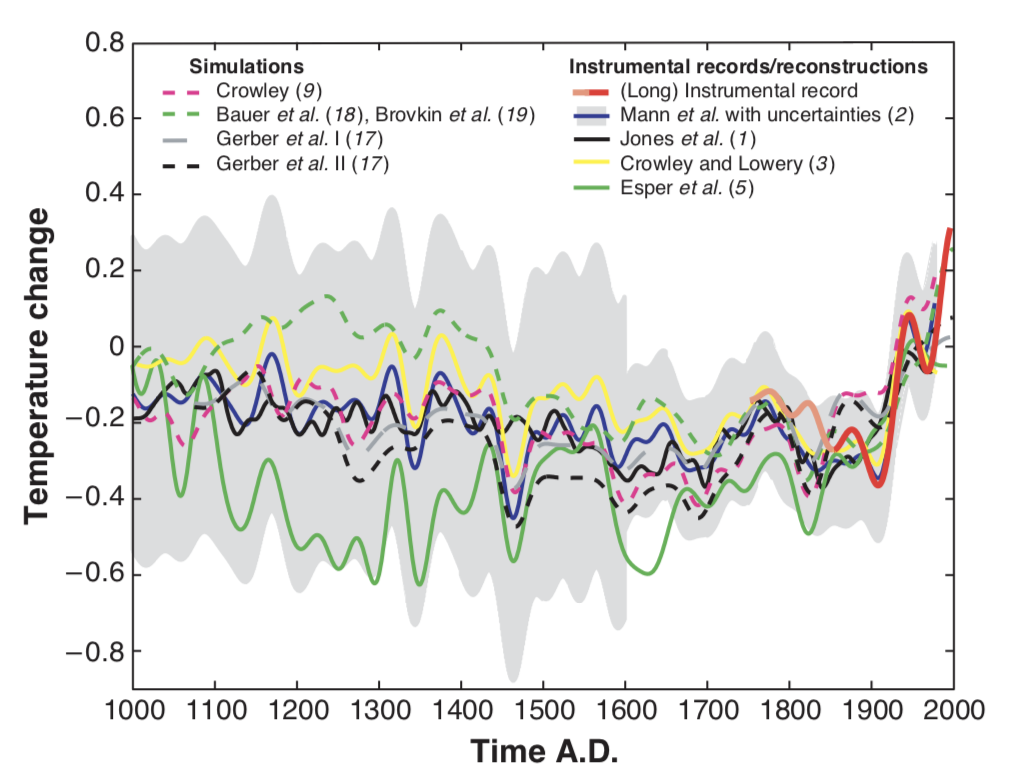 0.8
Simulations
Crowley (9)
Bauer et al. (18), Brovkin et al. (19)
Gerber et al. I (17)
Gerber et al. II (17)
Instrumental records/reconstructions
(Long) Instrumental record
Mann et al. with uncertainties (2)
Jones et al. (1)
Crowley and Lowery (3)
Esper et al. (5)
0.6
0.4
0.2
0
−0.2
−0.4
−0.6
−0.8
Temperature change
1000 1100 1200 1300 1400 1500 1600 1700 1800 1900 2000
Time A.D.